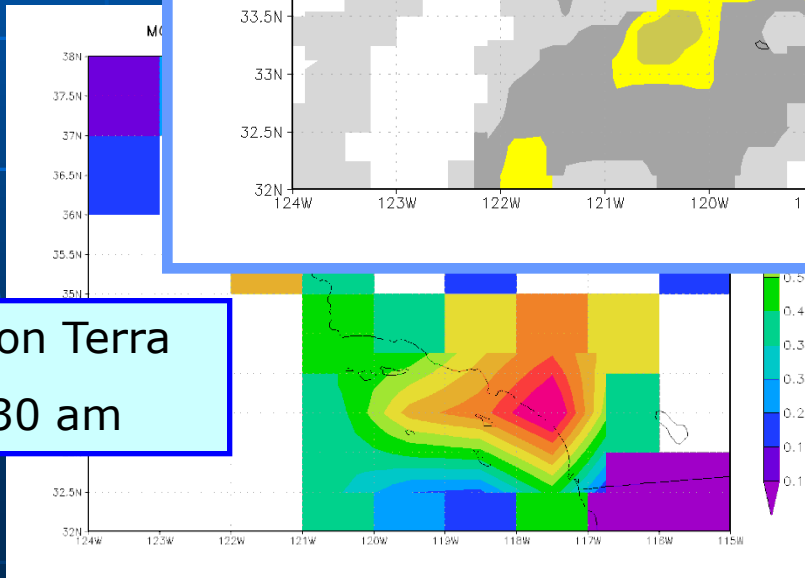 33.5N
33N
32.5N
32N
124W 123W 122W 121W 120W 1
38N
37.5N
37N
36.5N
36N
35.5N
35N
on Terra
30 am
32.5N
32N
124W 123W 122W 121W 120W 119W 118W 117W 116W 115W
0.5
0.4
0.3
0.3
0.2
0.1
0.1